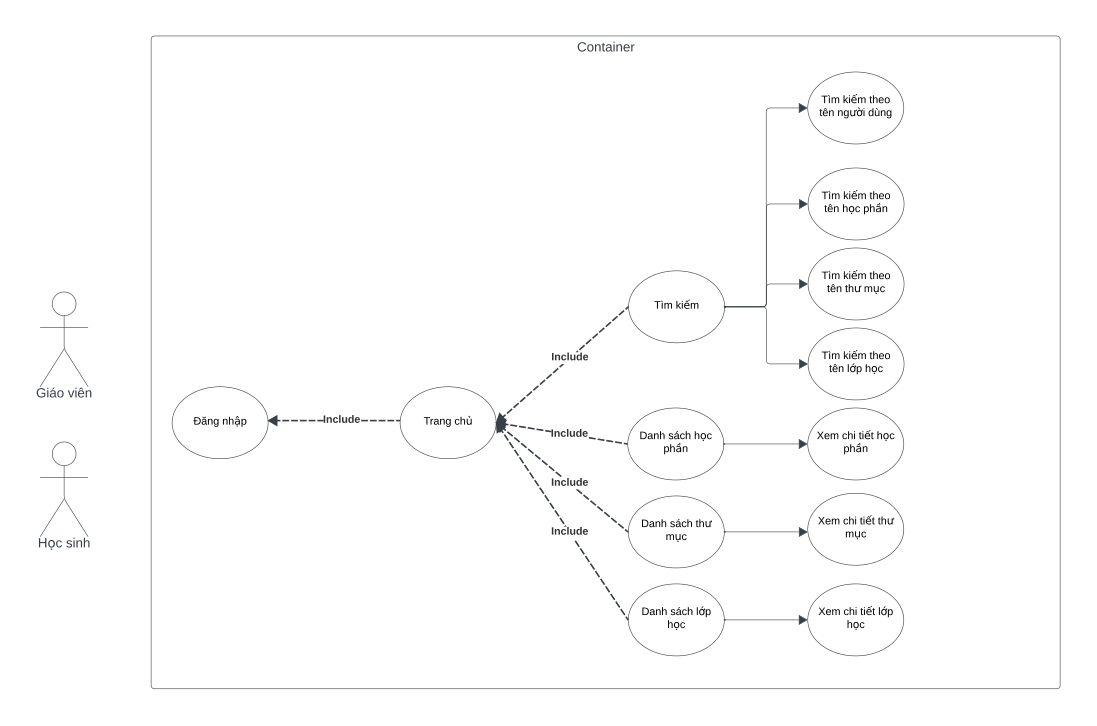 Container
Tìm kiếm theo
tên người dùng
Tìm kiếm theo
tên học phần
Tìm kiếm theo
tên thư mục
Tìm kiếm
Tìm kiếm theo
tên lớp học
Include
Giáo viên
Đăng nhập
Include
Trang chủ
Include
Danh sách học
phần
Xem chi tiết học
phần
Include
Danh sách thư
mục
Xem chi tiết thư
mục
Include
Học sinh
Danh sách lớp
học
Xem chi tiết lớp
học